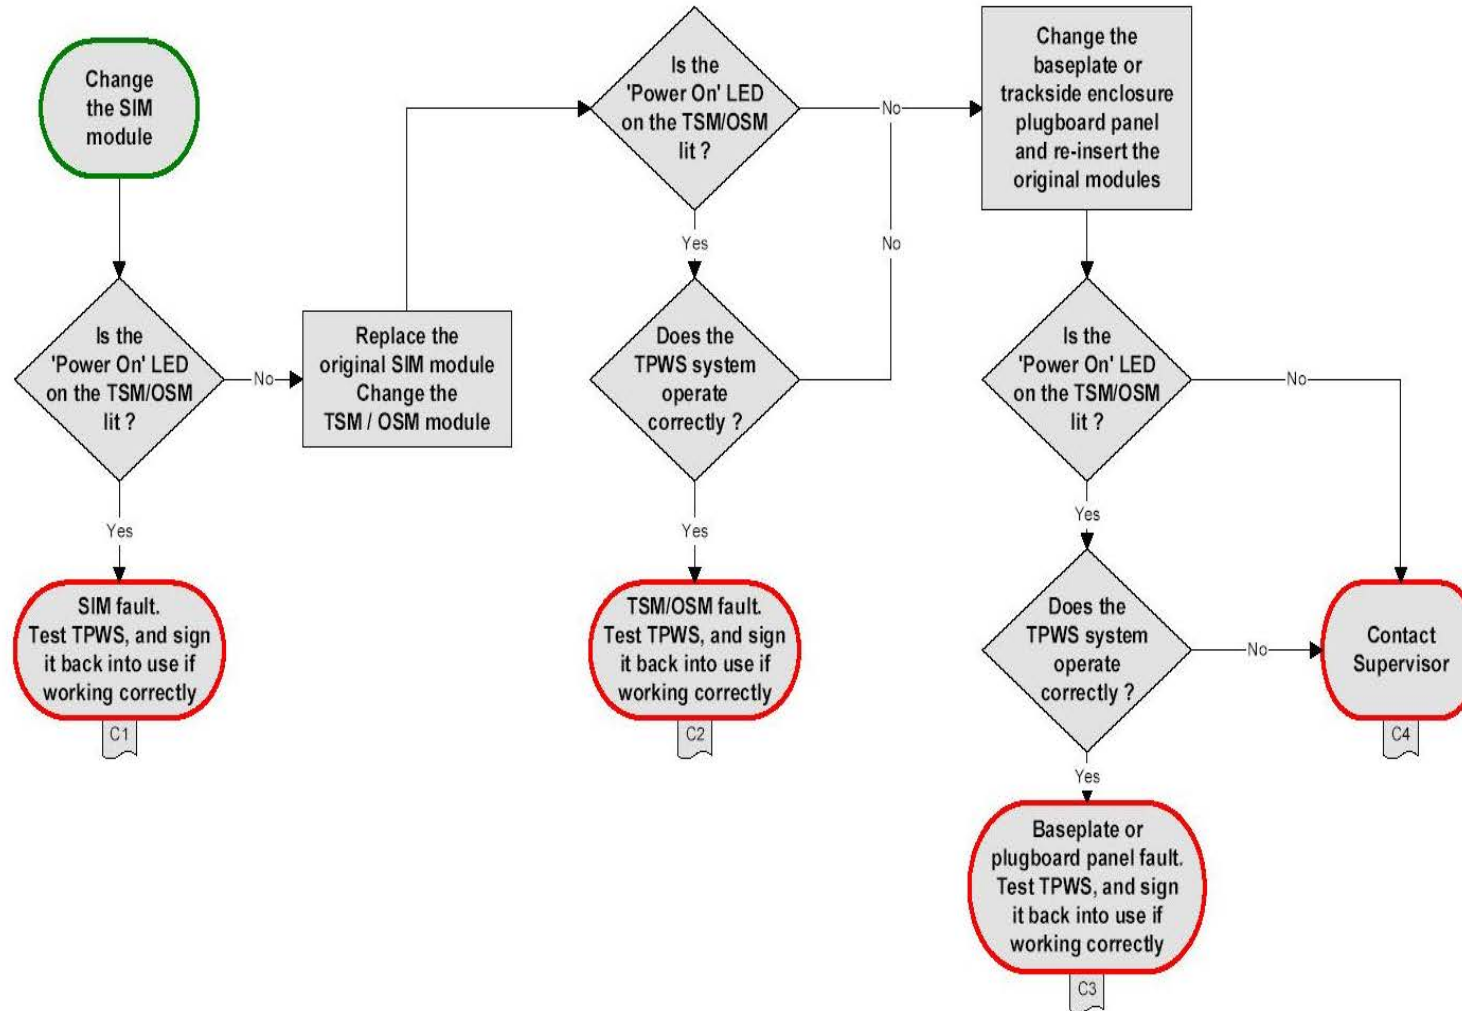 Change
the SIM
module
Is the
'Power On' LED
on the TSM/OSM
lit ?
No
Replace the
original SIM module
Change the
TSM / OSM module
Yes
SIM fault.
Test TPWS, and sign
it back into use if
working correctly
C1
Is the
'Power On' LED
on the TSM/OSM
lit ?
No
Yes
No
Does the
TPWS system
operate
correctly ?
Yes
TSM/OSM fault.
Test TPWS, and sign
it back into use if
working correctly
C2
Change the
baseplate or
trackside enclosure
plugboard panel
and re-insert the
original modules
Is the
'Power On' LED
on the TSM/OSM
lit ?
No
Yes
Does the
TPWS system
operate
correctly ?
No
Contact
Supervisor
C4
Yes
Baseplate or
plugboard panel fault.
Test TPWS, and sign
it back into use if
working correctly
C3